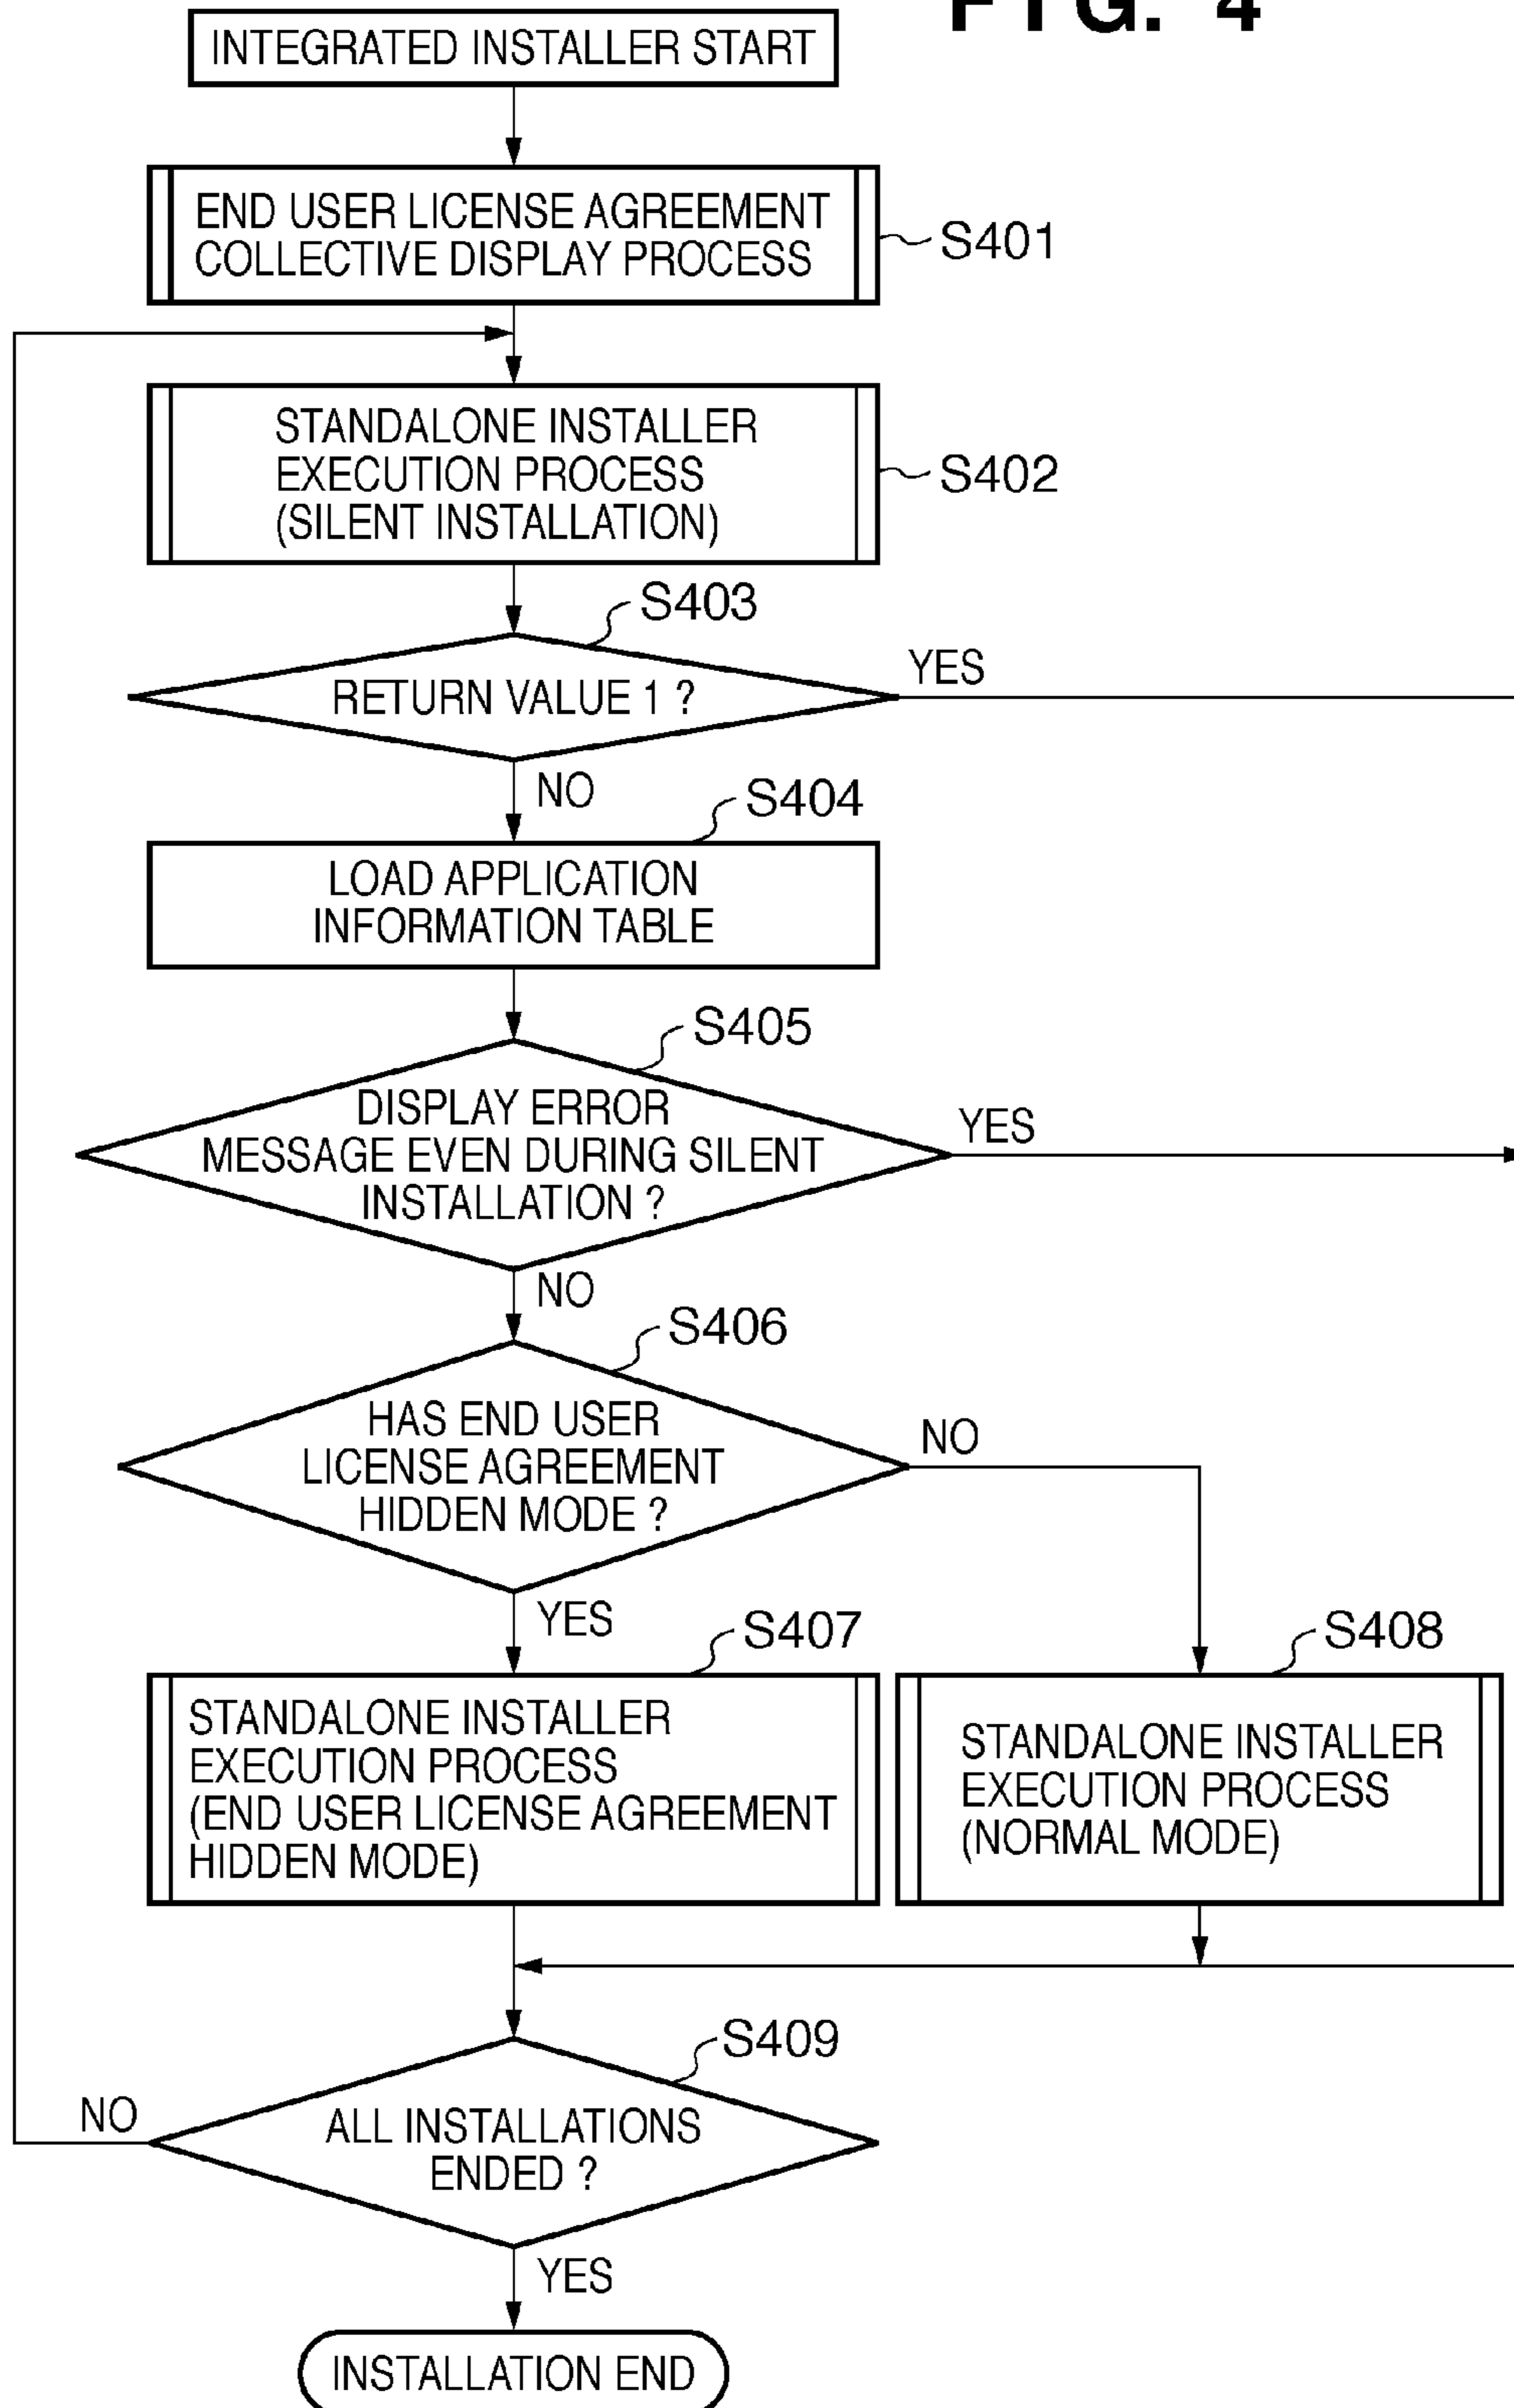 FIG. 4
INTEGRATED INSTALLER START
END USER LICENSE AGREEMENT
COLLECTIVE DISPLAY PROCESS
S401
STANDALONE INSTALLER
EXECUTION PROCESS
(SILENT INSTALLATION)
S402
S403
RETURN VALUE 1 ?
YES
NO
S404
LOAD APPLICATION
INFORMATION TABLE
S405
DISPLAY ERROR
MESSAGE EVEN DURING SILENT
INSTALLATION ?
YES
NO
S406
HAS END USER
LICENSE AGREEMENT
HIDDEN MODE ?
NO
YES
S407
STANDALONE INSTALLER
EXECUTION PROCESS
(END USER LICENSE AGREEMENT
HIDDEN MODE)
S408
STANDALONE INSTALLER
EXECUTION PROCESS
(NORMAL MODE)
S409
ALL INSTALLATIONS
ENDED ?
NO
YES
INSTALLATION END